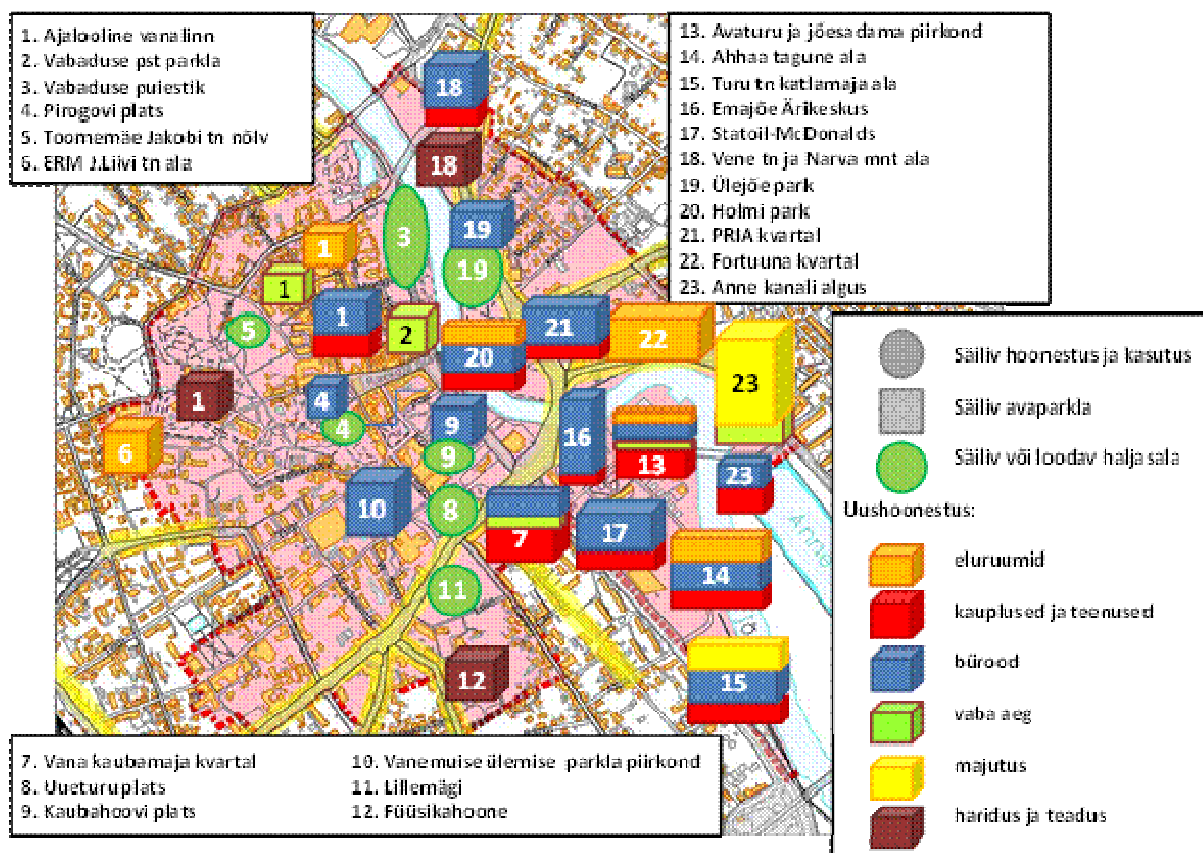 1. Ajalooline vanalinn
2. Vabaduse pst parkla
3. Vabaduse puiestik
4. Pirogovi plats
5. Toomemäe Jakobi tn nõlv
6. ERM J.Liivi tn ala
13. Avaturu ja jõesadama piirkond
14. Ahhaa tagune ala
15. Turu tn katlamaja ala
16. Emajõe Ärikeskus
17. Statoil-McDonalds
18. Vene tn ja Narva mnt ala
19. Ülejõe park
20. Holmi park
21. PRIA kvartal
22. Fortuuna kvartal
23. Anne kanali algus
18
18
3
19
1
19
1
5
1
2
21
22
20
23
1
4
4
9
16
13
6
9
23
10
8
7
17
14
11
12
15
Anne
Säiliv hoonestus ja kasutus
Säiliv avaparkla
Säiliv või loodav haljasala
Uushoonestus:
eluruumid
kauplused ja teenused
bürood
vaba aeg
majutus
haridus ja teadus
7. Vana kaubamaja kvartal
8. Uueturu plats
9. Kaubahoovi plats
10. Vanemuise ülemise parkla piirkond
11. Lillemägi
12. Füüsikahoone